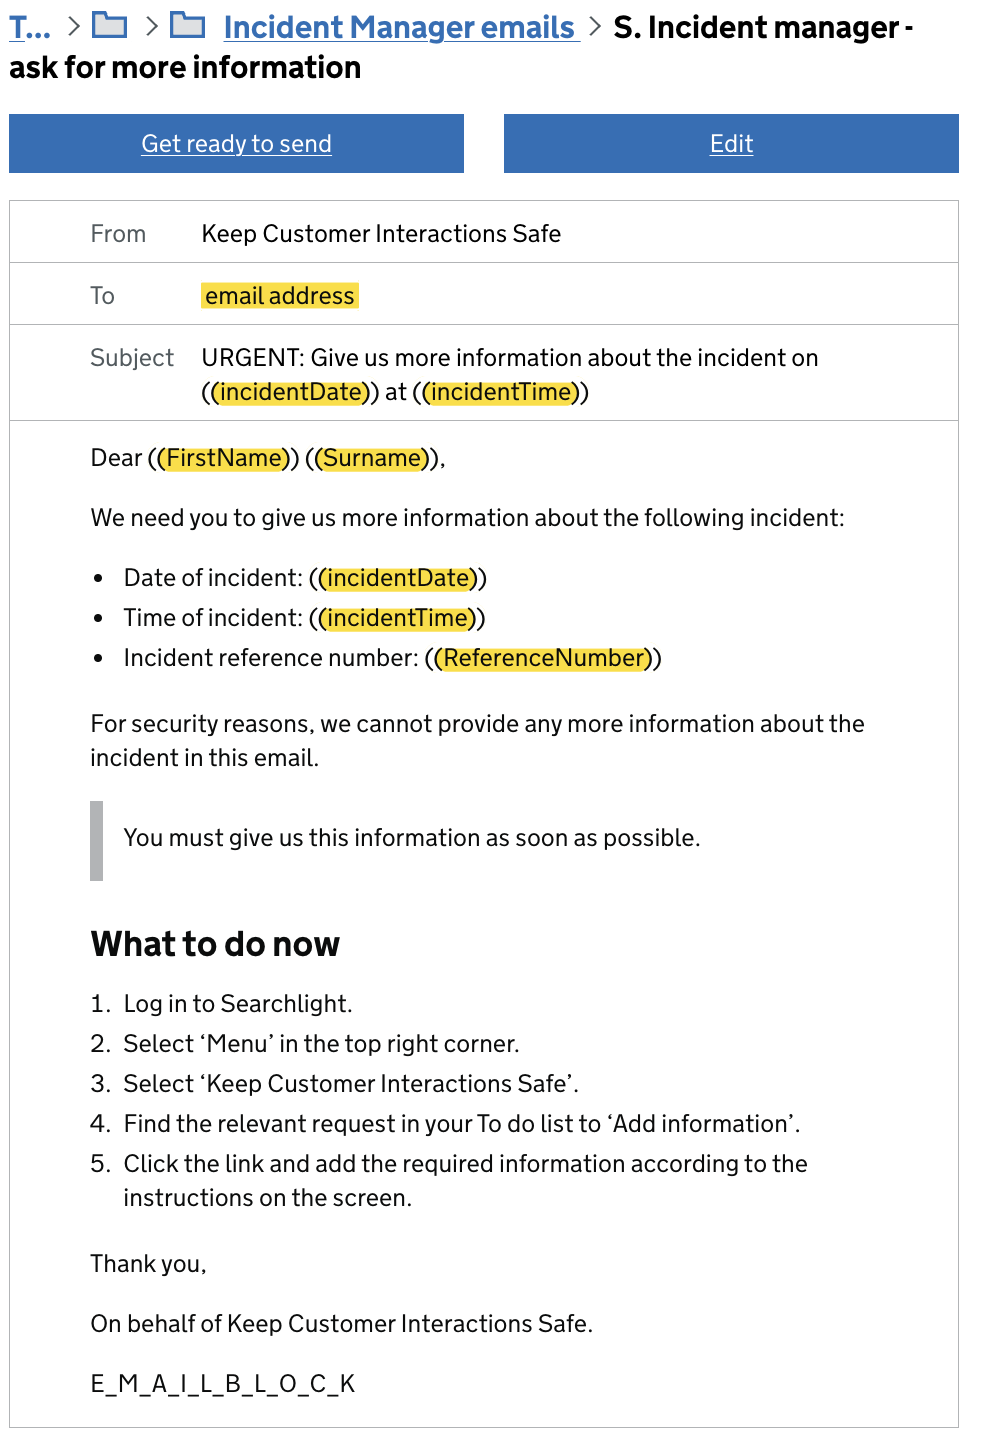 T... > > Incident Manager emails > S. Incident manager -
ask for more information
Get ready to send
Edit
From Keep Customer Interactions Safe
To email address
Subject URGENT: Give us more information about the incident on
((incidentDate)) at ((incidentTime))
Dear ((FirstName)) ((Surname)),
We need you to give us more information about the following incident:
• Date of incident: ((incidentDate))
• Time of incident: ((incidentTime))
• Incident reference number: ((ReferenceNumber))
For security reasons, we cannot provide any more information about the
incident in this email.
You must give us this information as soon as possible.
What to do now
1. Log in to Searchlight.
2. Select ‘Menu’ in the top right corner.
3. Select ‘Keep Customer Interactions Safe’.
4. Find the relevant request in your To do list to ‘Add information’.
5. Click the link and add the required information according to the
instructions on the screen.
Thank you,
On behalf of Keep Customer Interactions Safe.
E_M_A_I_L_B_L_O_C_K